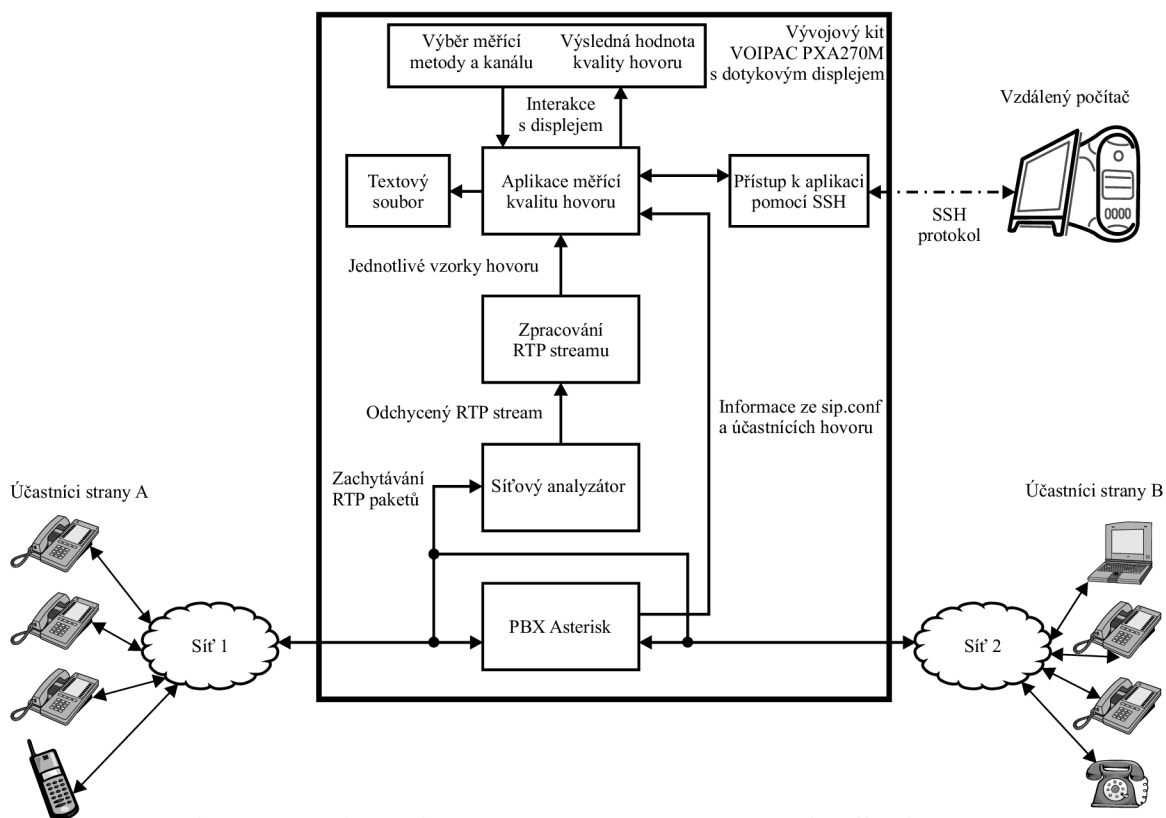 Výběr měřící
metody a kanálu
Výsledná hodnota
kvality hovoru
Vývojový kit
VOIPAC PXA270M
s dotykovým displejem
Interakce
s displejem
Vzdálený počítač
Textový
soubor
Aplikace měřící
kvalitu hovoru
Přístup k aplikaci
pomocí SSH
SSH
protokol
Jednotlivé vzorky hovoru
Zpracování
RTP streamu
Odchycený RTP stream
Informace ze sip.conf
a účastnících hovoru
Zachytávání
RTP paketů
Síťový analyzátor
Účastníci strany A
Účastníci strany B
Síť 1
PBX Asterisk
Síť 2